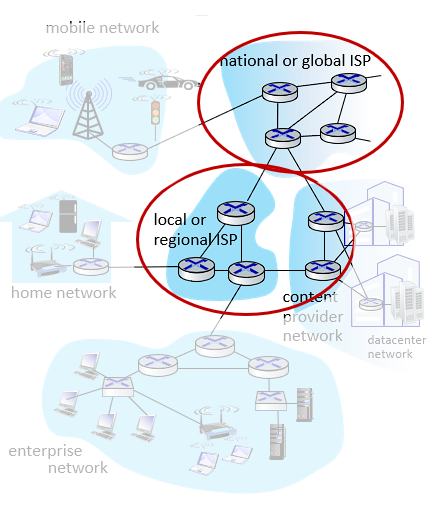 mobile network
national or global ISP
local or
regional ISP
home network
content
provider
network
datacenter
network
enterprise
network